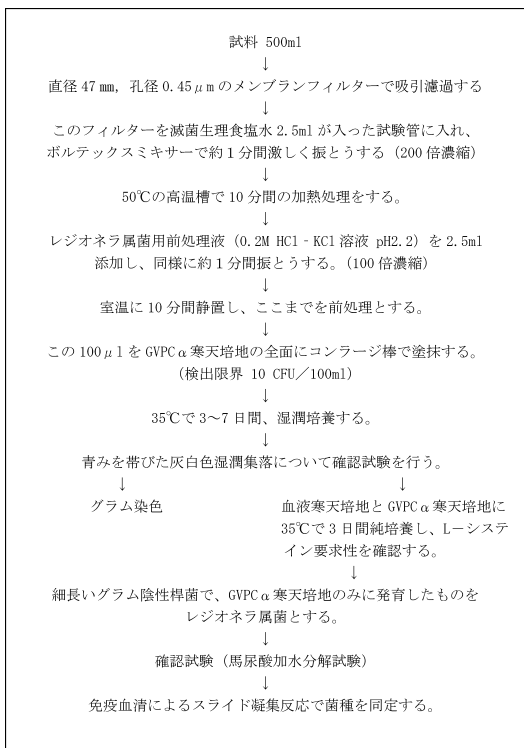 試料 500ml
↓
直径 47 ㎜, 孔径 0.45μm のメンブランフィルターで吸引濾過する
↓
このフィルターを滅菌生理食塩水 2.5ml が入った試験管に入れ、
ボルテックスミキサーで約１分間激しく振とうする (200 倍濃縮)
↓
50℃の高温槽で 10 分間の加熱処理をする。
↓
レジオネラ属菌用前処理液 (0.2M HCl‐KCl 溶液 pH2.2) を 2.5ml
添加し、同様に約１分間振とうする。(100 倍濃縮)
↓
室温に 10 分間静置し、ここまでを前処理とする。
↓
この 100μl を GVPCα寒天培地の全面にコンラージ棒で塗抹する。
(検出限界 10 CFU／100ml)
↓
35℃で 3～7 日間、湿潤培養する。
↓
青みを帯びた灰白色湿潤集落について確認試験を行う。
↓ ↓
グラム染色
血液寒天培地と GVPCα寒天培地に
35℃で 3 日間純培養し、L－システ
イン要求性を確認する。
↓
細長いグラム陰性桿菌で、GVPCα寒天培地のみに発育したものを
レジオネラ属菌とする。
↓
確認試験 (馬尿酸加水分解試験)
↓
免疫血清によるスライド凝集反応で菌種を同定する。